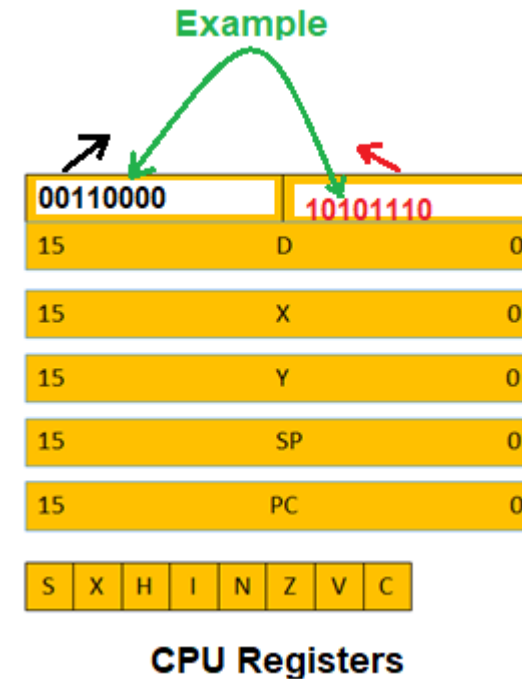 Example
00110000 10101110
15 D 0
15 X 0
15 Y 0
15 SP 0
15 PC 0
S X H I N Z V C
CPU Registers